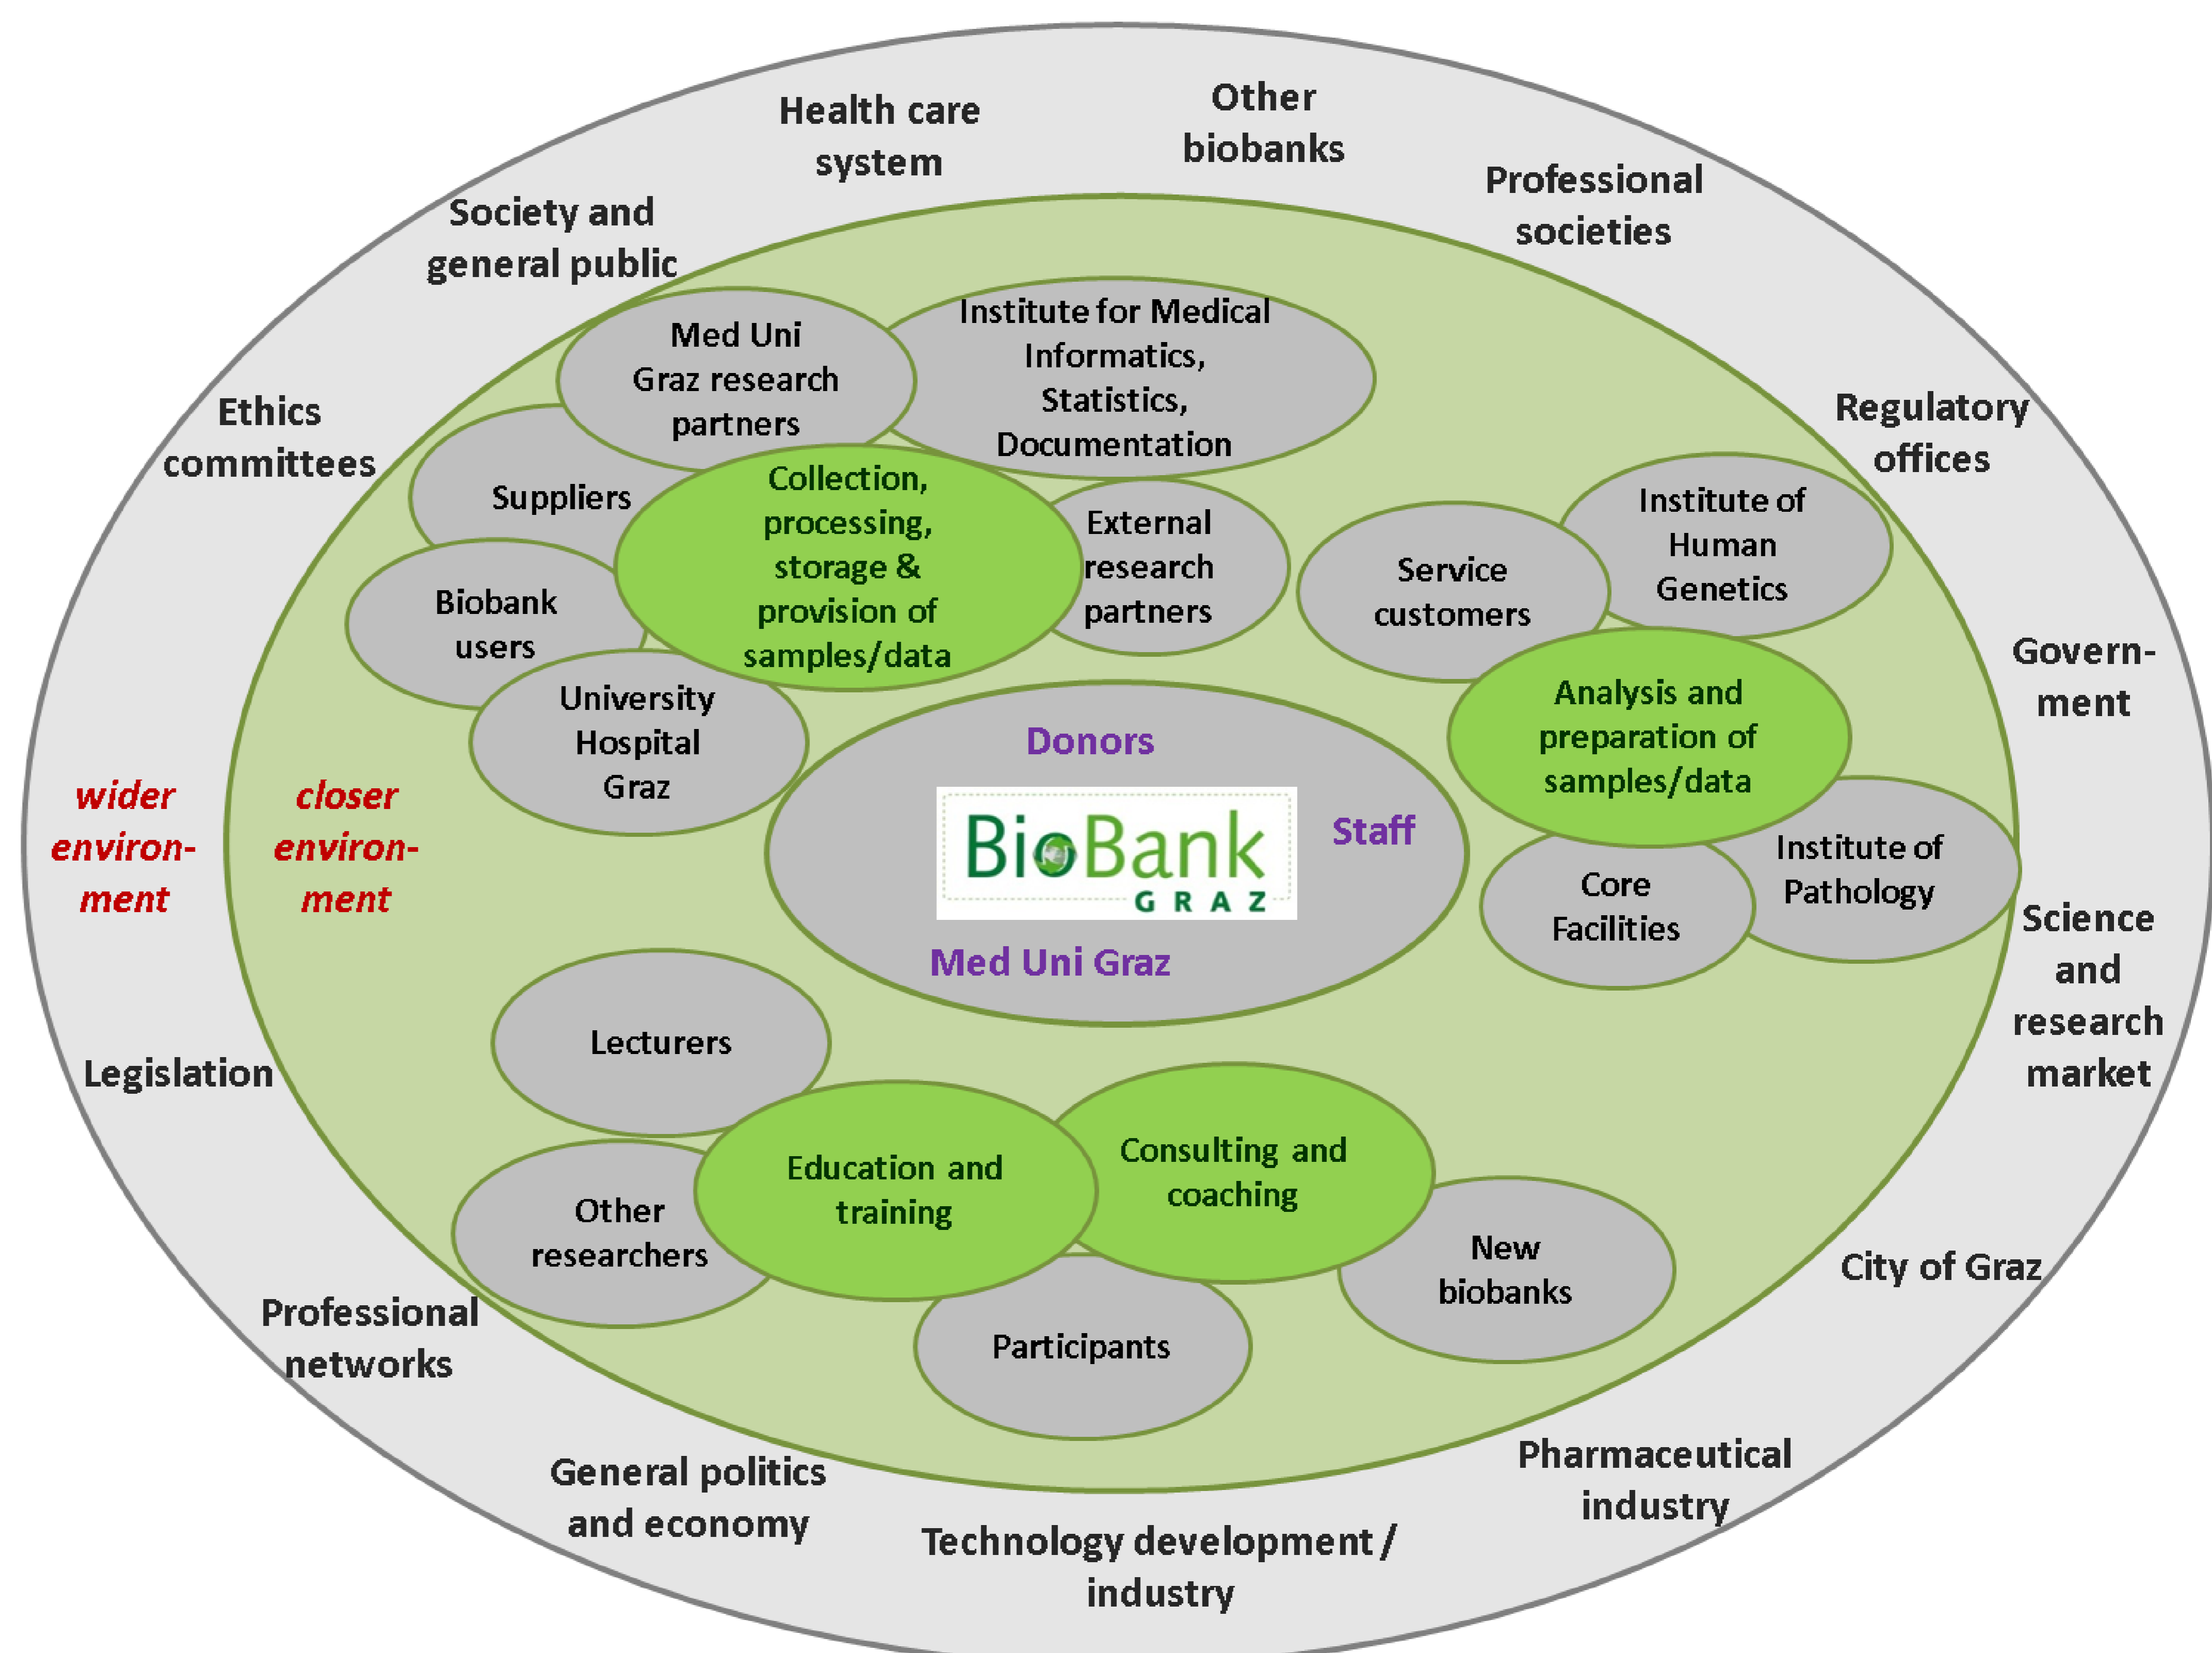 Health care
system
Other
biobanks
Professional
societies
Society and
general public
Ethics
committees
Regulatory
offices
Govern-
ment
Science
and
research
market
City of Graz
Pharmaceutical
industry
Technology development /
industry
General politics
and economy
Professional
networks
Legislation
wider
environ-
ment
closer
environ-
ment
Med Uni
Graz research
partners
Institute for Medical
Informatics,
Statistics,
Documentation
Suppliers
Collection,
processing,
storage &
provision of
samples/data
External
research
partners
Biobank
users
University
Hospital
Graz
Service
customers
Institute of
Human
Genetics
Analysis and
preparation of
samples/data
Institute of
Pathology
Core
Facilities
Donors
BioBank
GRAZ
Staff
Med Uni Graz
Lecturers
Education and
training
Consulting and
coaching
Other
researchers
Participants
New
biobanks